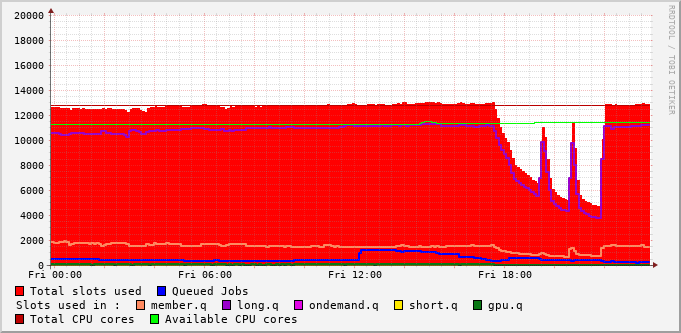 20000
18000
16000
14000
12000
10000
8000
6000
4000
2000
0
Fri 00:00 Fri 06:00 Fri 12:00 Fri 18:00
RRDTOOL / TOBI OETIKER
Total slots used Queued Jobs
Slots used in : member.q long.q ondemand.q short.q gpu.q
Total CPU cores Available CPU cores